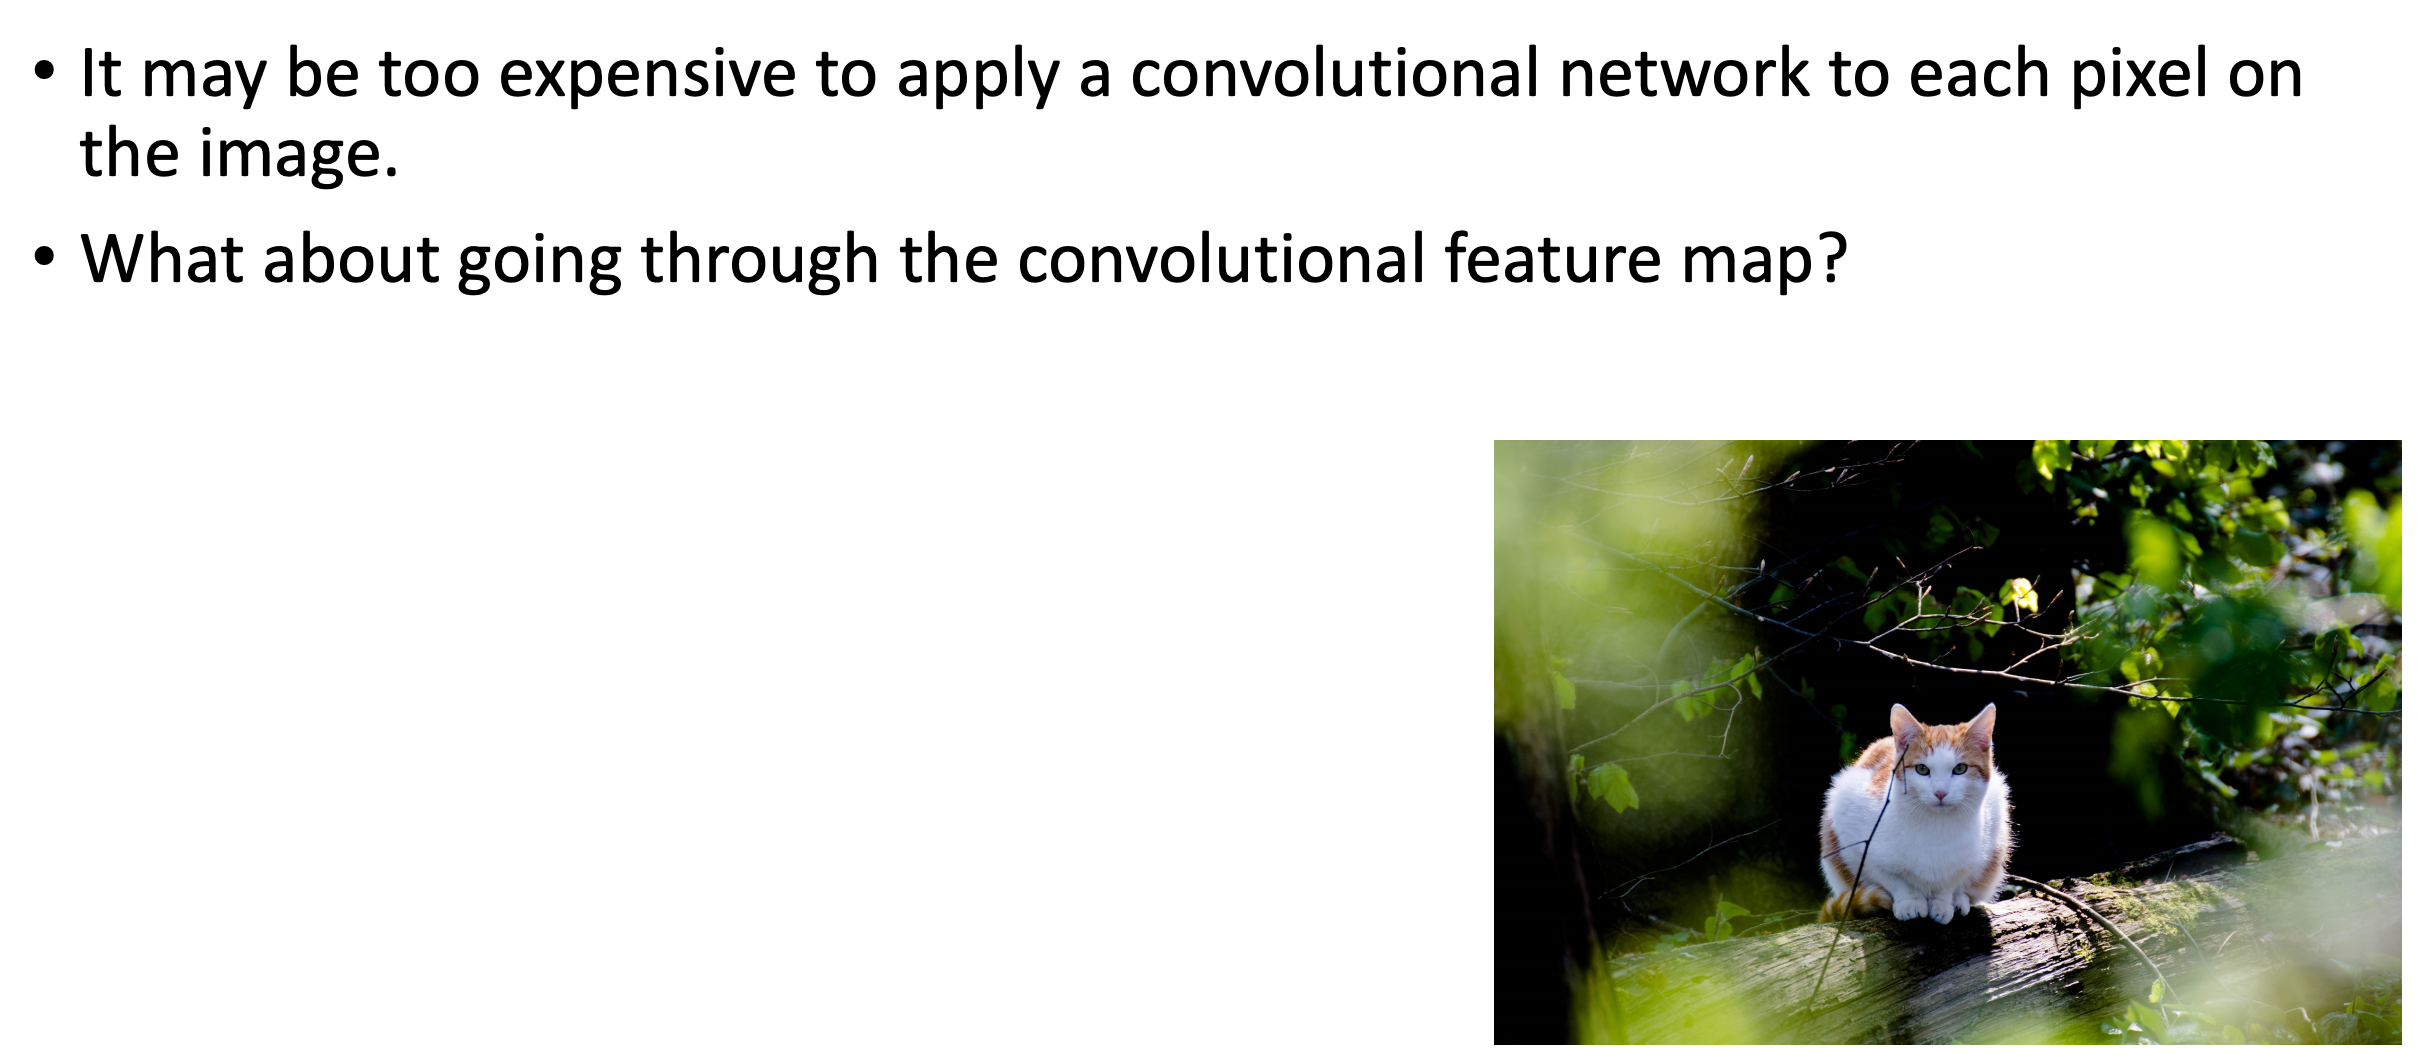 • It may be too expensive to apply a convolutional network to each pixel on
the image.
• What about going through the convolutional feature map?